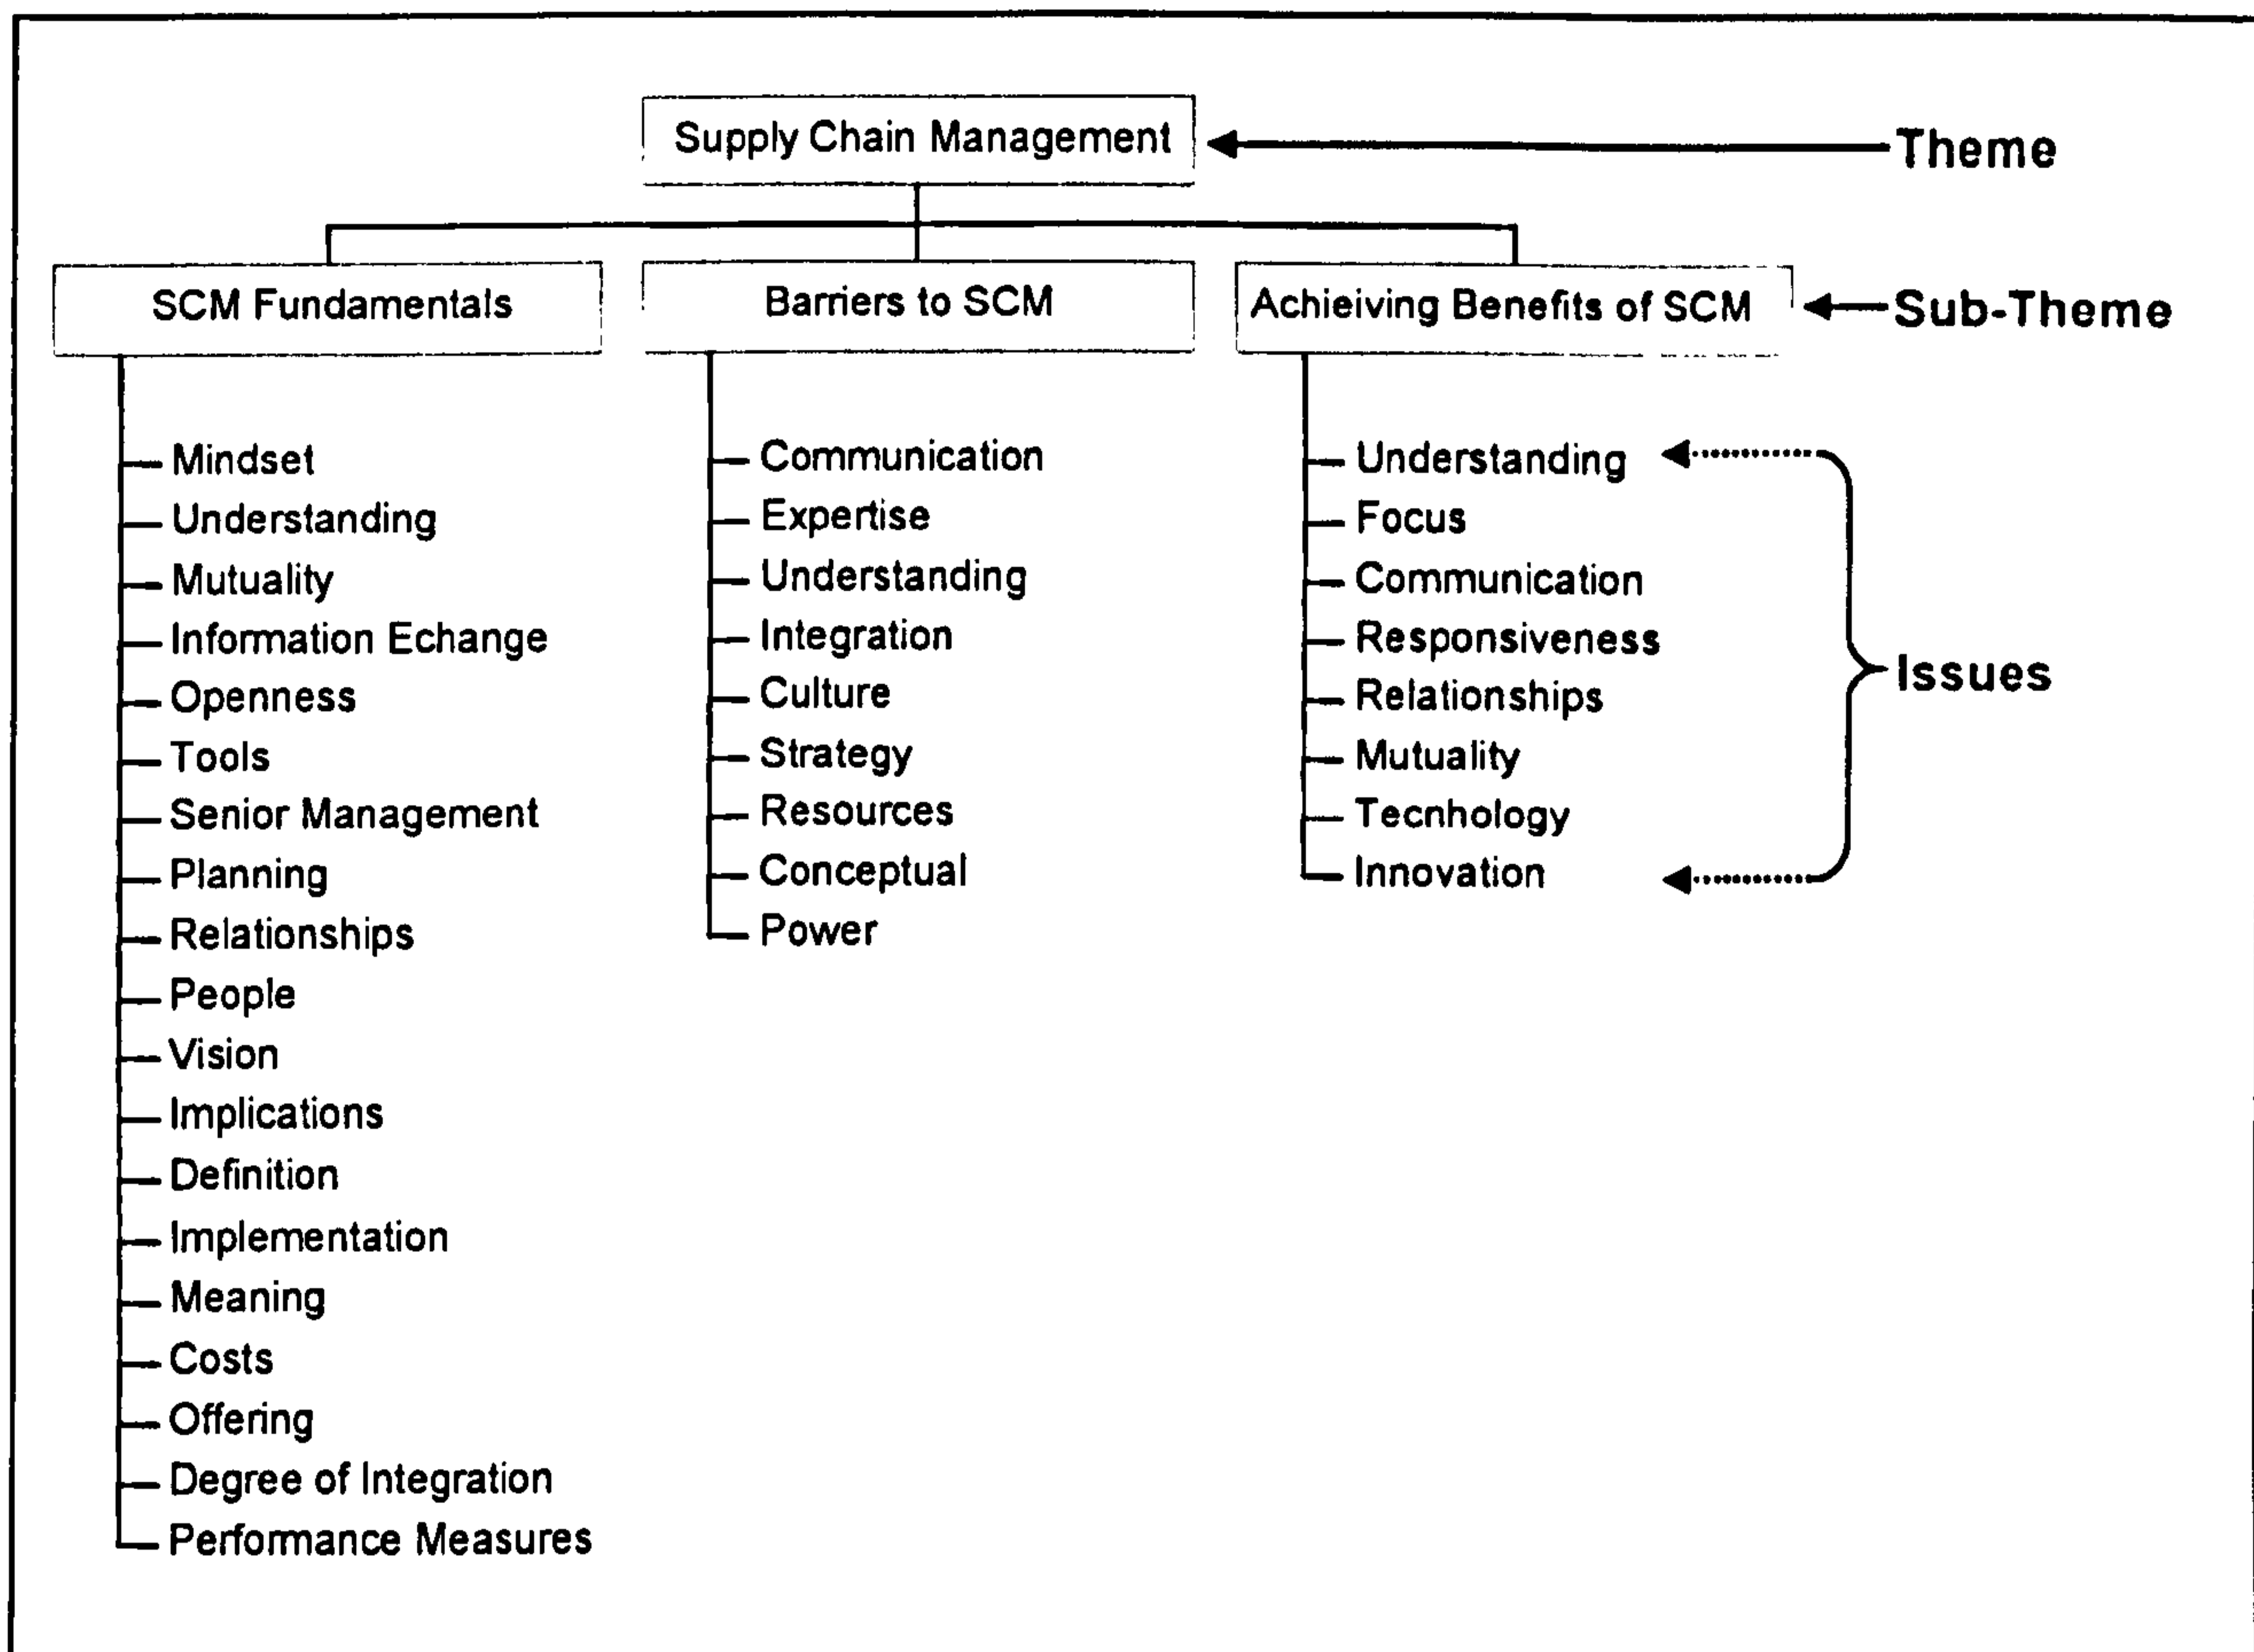 Supply Chain Management
Theme
SCM Fundamentals
Barriers to SCM
Achieiving Benefits of SCM
Sub-Theme
Mindset
Understanding
Mutuality
Information Echange
Openness
Tools
Senior Management
Planning
Relationships
People
Vision
Implications
Definition
Implementation
Meaning
Costs
Offering
Degree of Integration
Performance Measures
Communication
Expertise
Understanding
Integration
Culture
Strategy
Resources
Conceptual
Power
Understanding
Focus
Communication
Responsiveness
Relationships
Mutuality
Tecnhology
Innovation
Issues